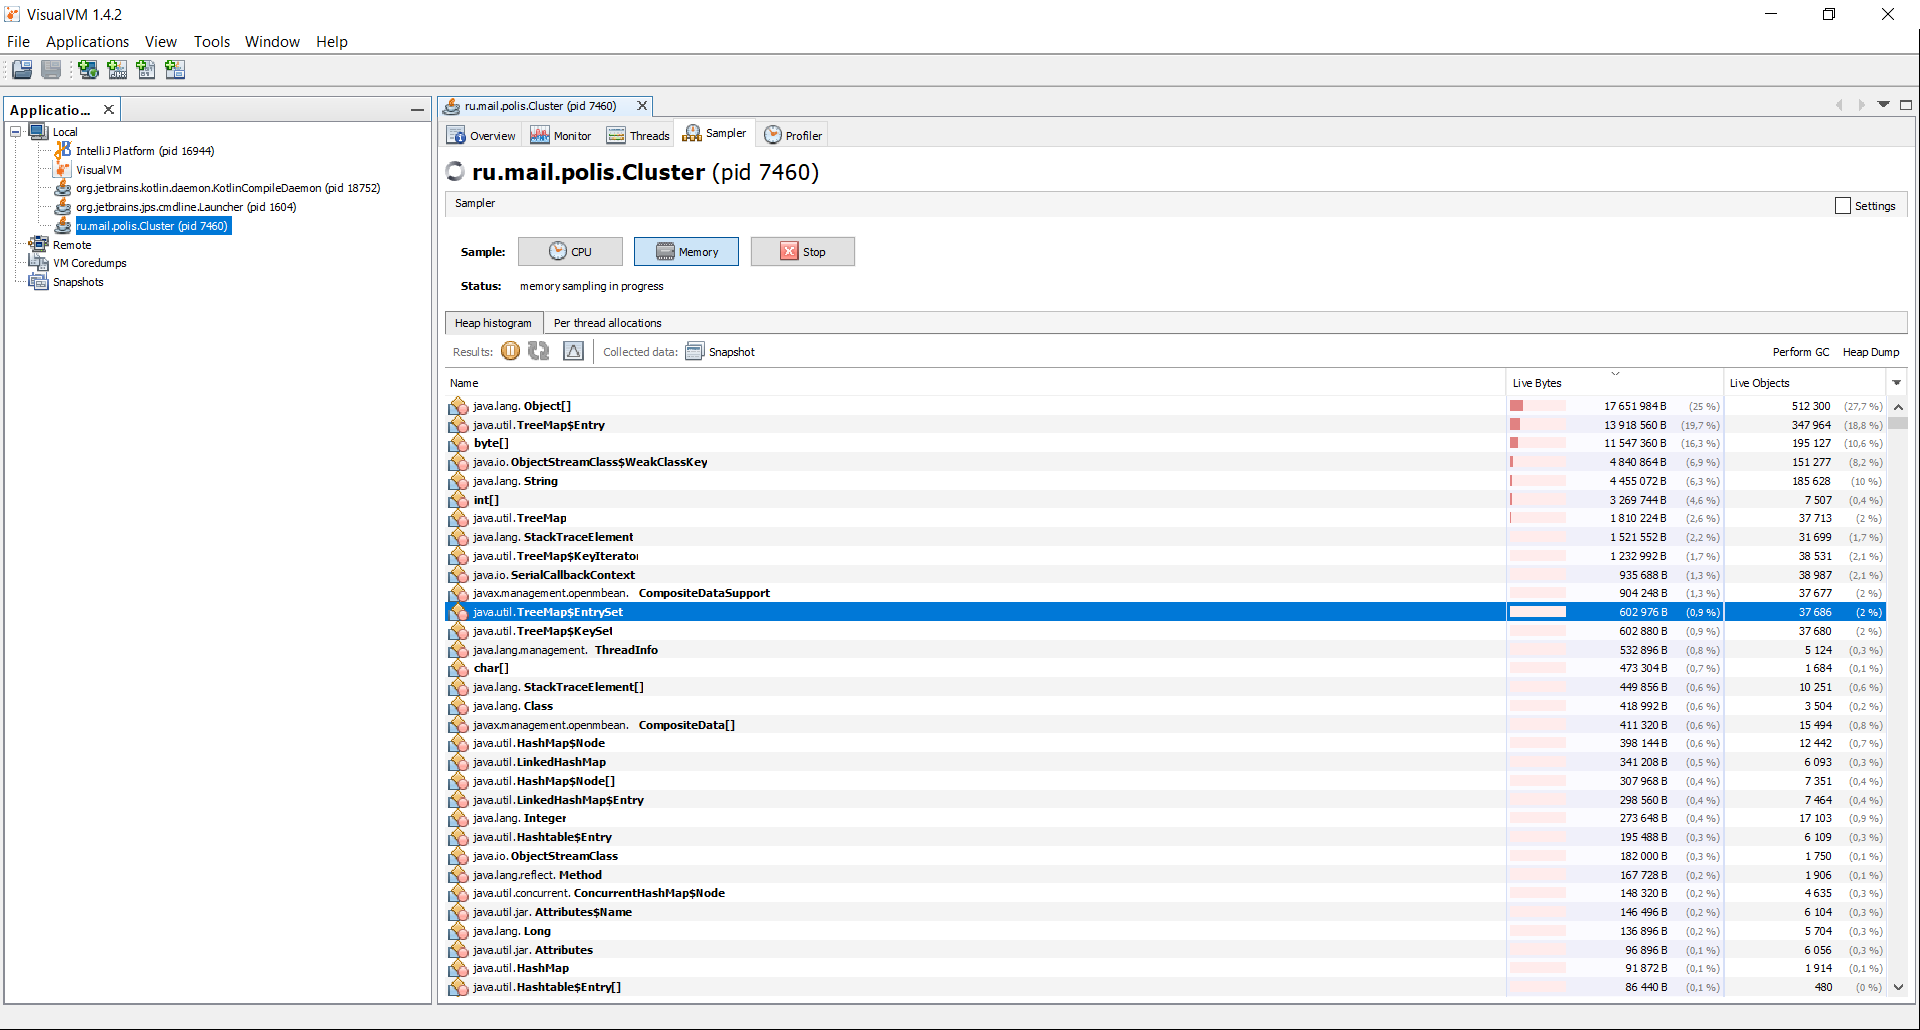 VisualVM 1.4.2
File Applications View Tools Window Help
Applicatio...
Local
IntelliJ Platform (pid 16944)
VisualVM
org.jetbrains.kotlin.daemon.KotlinCompileDaemon (pid 18752)
org.jetbrains.jps.cmdline.Launcher (pid 1604)
ru.mail.polis.Cluster (pid 7460)
Remote
VM Coredumps
Snapshots
ru.mail.polis.Cluster (pid 7460)
Overview Monitor Threads Sampler Profiler
ru.mail.polis.Cluster (pid 7460)
Sampler Settings
Sample: CPU Memory Stop
Status: memory sampling in progress
Heap histogram Per thread allocations
Results: Collected data: Snapshot Perform GC Heap Dump
Name Live Bytes Live Objects
java.lang.Object[] 17 651 984 B (25 %) 512 300 (27,7 %)
java.util.TreeMap$Entry 13 918 560 B (19,7 %) 347 964 (18,8 %)
byte[] 11 547 360 B (16,3 %) 195 127 (10,6 %)
java.io.ObjectStreamClass$WeakClassKey 4 840 864 B (6,9 %) 151 277 (8,2 %)
java.lang.String 4 455 072 B (6,3 %) 185 628 (10 %)
int[] 3 269 744 B (4,6 %) 7 507 (0,4 %)
java.util.TreeMap 1 810 224 B (2,6 %) 37 713 (2 %)
java.lang.StackTraceElement 1 521 552 B (2,2 %) 31 699 (1,7 %)
java.util.TreeMap$KeyIterator 1 232 992 B (1,7 %) 38 531 (2,1 %)
java.io.SerialCallbackContext 935 688 B (1,3 %) 38 987 (2,1 %)
javax.management.openmbean.CompositeDataSupport 904 248 B (1,3 %) 37 677 (2 %)
java.util.TreeMap$EntrySet 602 976 B (0,9 %) 37 686 (2 %)
java.util.TreeMap$KeySet 602 880 B (0,9 %) 37 680 (2 %)
java.lang.management.ThreadInfo 532 896 B (0,8 %) 5 124 (0,3 %)
char[] 473 304 B (0,7 %) 1 684 (0,1 %)
java.lang.StackTraceElement[] 449 856 B (0,6 %) 10 251 (0,6 %)
java.lang.Class 418 992 B (0,6 %) 3 504 (0,2 %)
javax.management.openmbean.CompositeData[] 411 320 B (0,6 %) 15 494 (0,8 %)
java.util.HashMap$Node 398 144 B (0,6 %) 12 442 (0,7 %)
java.util.LinkedHashMap 341 208 B (0,5 %) 6 093 (0,3 %)
java.util.HashMap$Node[] 307 968 B (0,4 %) 7 351 (0,4 %)
java.util.LinkedHashMap$Entry 298 560 B (0,4 %) 7 464 (0,4 %)
java.lang.Integer 273 648 B (0,4 %) 17 103 (0,9 %)
java.util.Hashtable$Entry 195 488 B (0,3 %) 6 109 (0,3 %)
java.io.ObjectStreamClass 182 000 B (0,3 %) 1 750 (0,1 %)
java.lang.reflect.Method 167 728 B (0,2 %) 1 906 (0,1 %)
java.util.concurrent.ConcurrentHashMap$Node 148 320 B (0,2 %) 4 635 (0,3 %)
java.util.jar.Attributes$Name 146 496 B (0,2 %) 6 104 (0,3 %)
java.lang.Long 136 896 B (0,2 %) 5 704 (0,3 %)
java.util.jar.Attributes 96 896 B (0,1 %) 6 056 (0,3 %)
java.util.HashMap 91 872 B (0,1 %) 1 914 (0,1 %)
java.util.Hashtable$Entry[] 86 440 B (0,1 %) 480 (0 %)